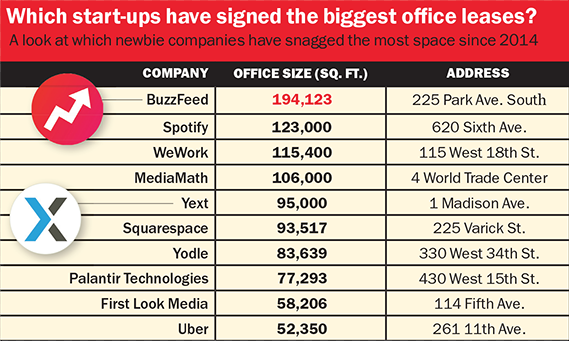 Which start-ups have signed the biggest office leases?
A look at which newbie companies have snagged the most space since 2014
COMPANY OFFICE SIZE (SQ. FT.) ADDRESS
BuzzFeed 194,123 225 Park Ave. South
Spotify 123,000 620 Sixth Ave.
WeWork 115,400 115 West 18th St.
MediaMath 106,000 4 World Trade Center
Yext 95,000 1 Madison Ave.
Squarespace 93,517 225 Varick St.
Yodle 83,639 330 West 34th St.
Palantir Technologies 77,293 430 West 15th St.
First Look Media 58,206 114 Fifth Ave.
Uber 52,350 261 11th Ave.